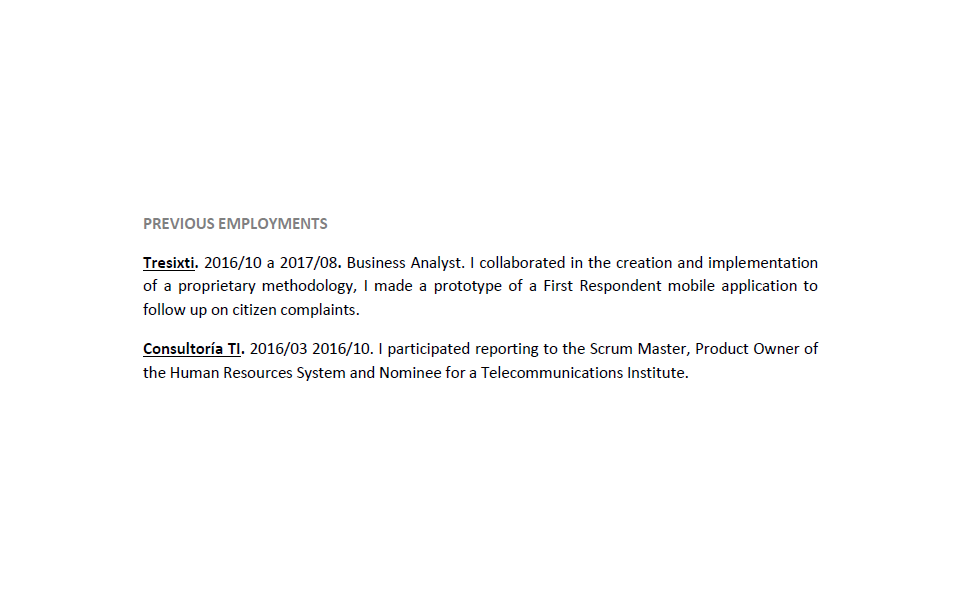 PREVIOUS EMPLOYMENTS
Tresixti. 2016/10 a 2017/08. Business Analyst. I collaborated in the creation and implementation
of a proprietary methodology, I made a prototype of a First Respondent mobile application to
follow up on citizen complaints.
Consultoría TI. 2016/03 2016/10. I participated reporting to the Scrum Master, Product Owner of
the Human Resources System and Nominee for a Telecommunications Institute.